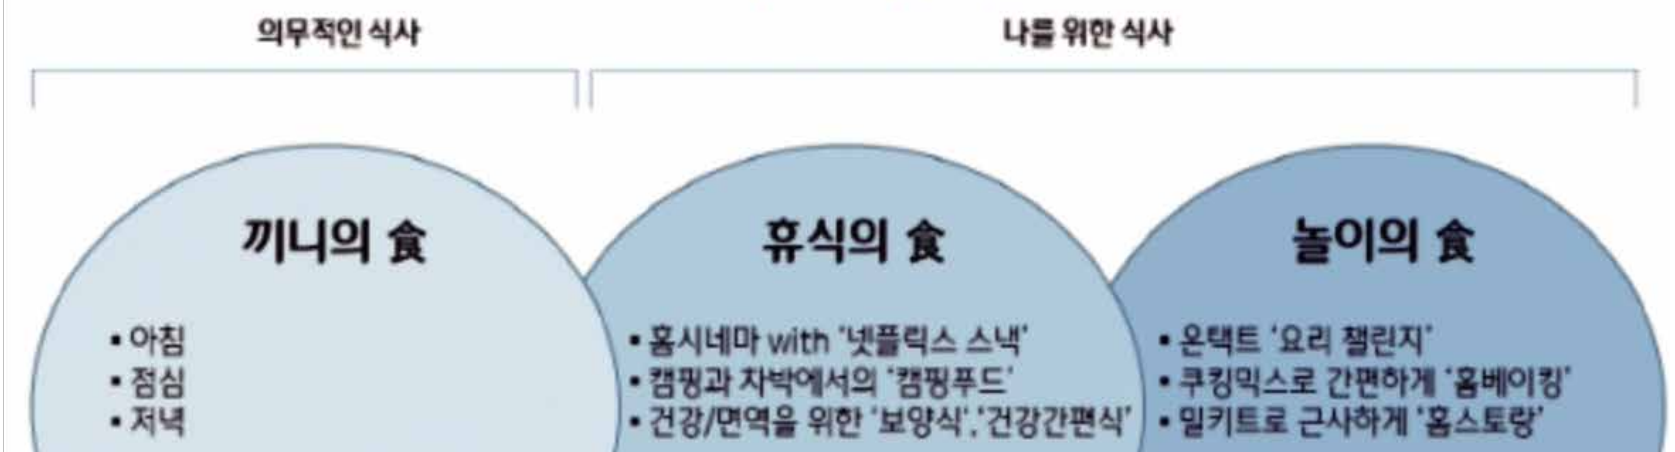 의무적인 식사
나를 위한 식사
끼니의 食
▪ 아침
▪ 점심
▪ 저녁
휴식의 食
▪ 홈시네마 with '넷플릭스 스낵'
▪ 캠핑과 차박에서의 '캠핑푸드'
▪ 건강/면역을 위한 '보양식','건강간편식'
놀이의 食
▪ 온택트 '요리 챌린지'
▪ 쿠킹믹스로 간편하게 '홈베이킹'
▪ 밀키트로 근사하게 '홈스토랑'